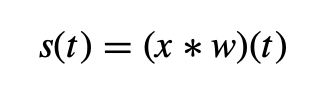 s(t) = (x ∗ w)(t)